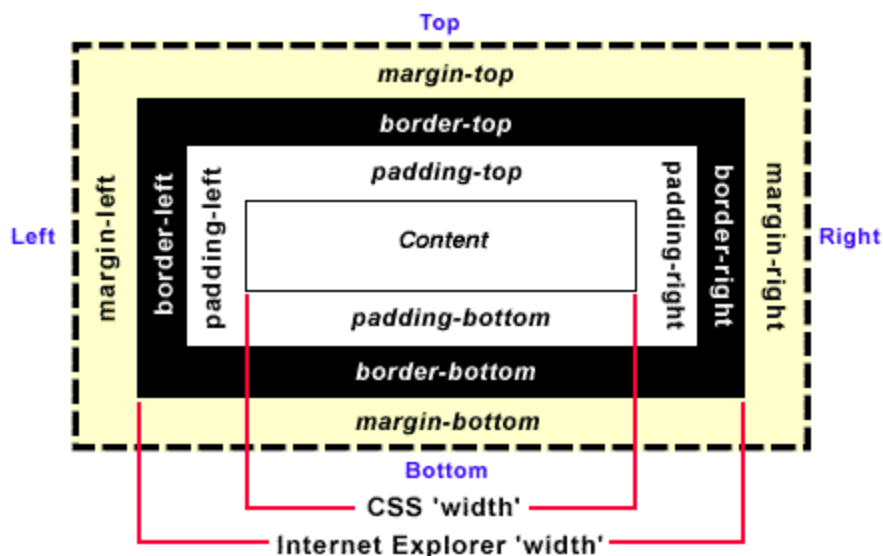 Top
margin-top
border-top
padding-top
Left
margin-left
border-left
padding-left
Content
padding-right
border-right
margin-right
Right
padding-bottom
border-bottom
margin-bottom
Bottom
CSS 'width'
Internet Explorer 'width'